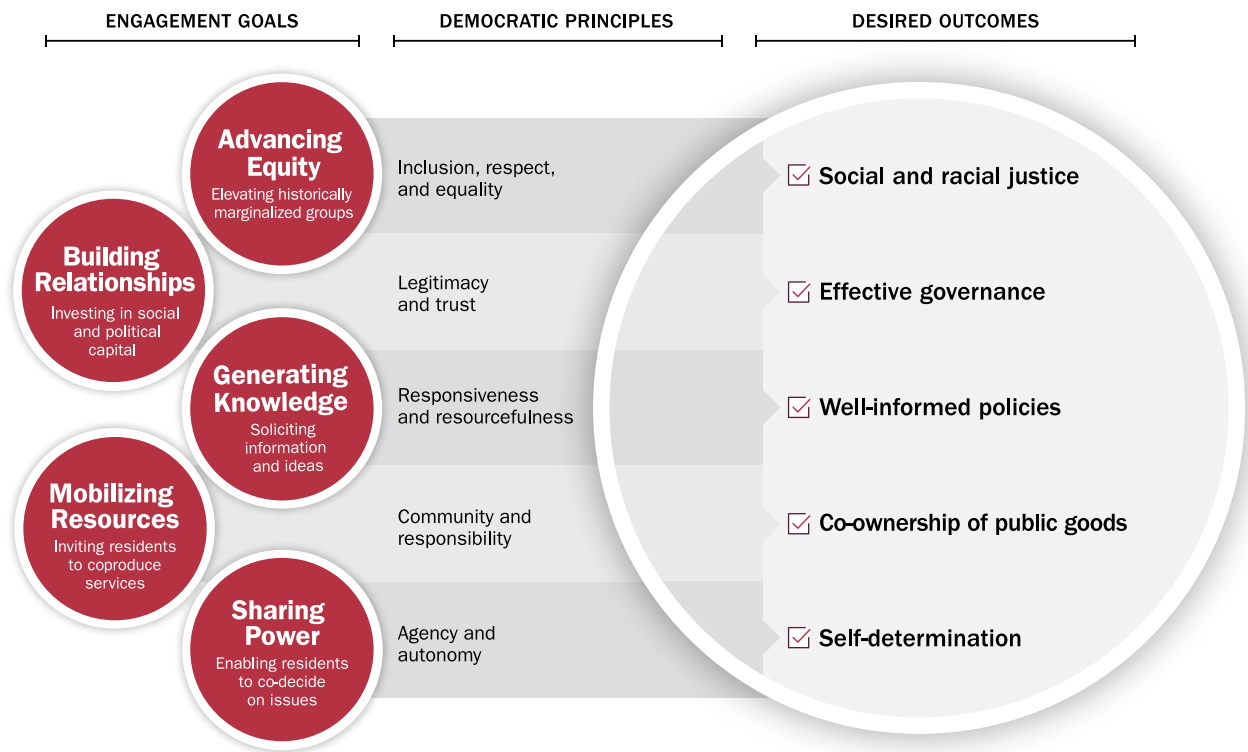 ENGAGEMENT GOALS
DEMOCRATIC PRINCIPLES
DESIRED OUTCOMES
Advancing
Equity
Elevating historically
marginalized groups
Inclusion, respect,
and equality
Social and racial justice
Building
Relationships
Investing in social
and political
capital
Legitimacy
and trust
Effective governance
Generating
Knowledge
Soliciting
information
and ideas
Responsiveness
and resourcefulness
Well-informed policies
Mobilizing
Resources
Inviting residents
to coproduce
services
Community and
responsibility
Co-ownership of public goods
Sharing
Power
Enabling residents
to co-decide
on issues
Agency and
autonomy
Self-determination